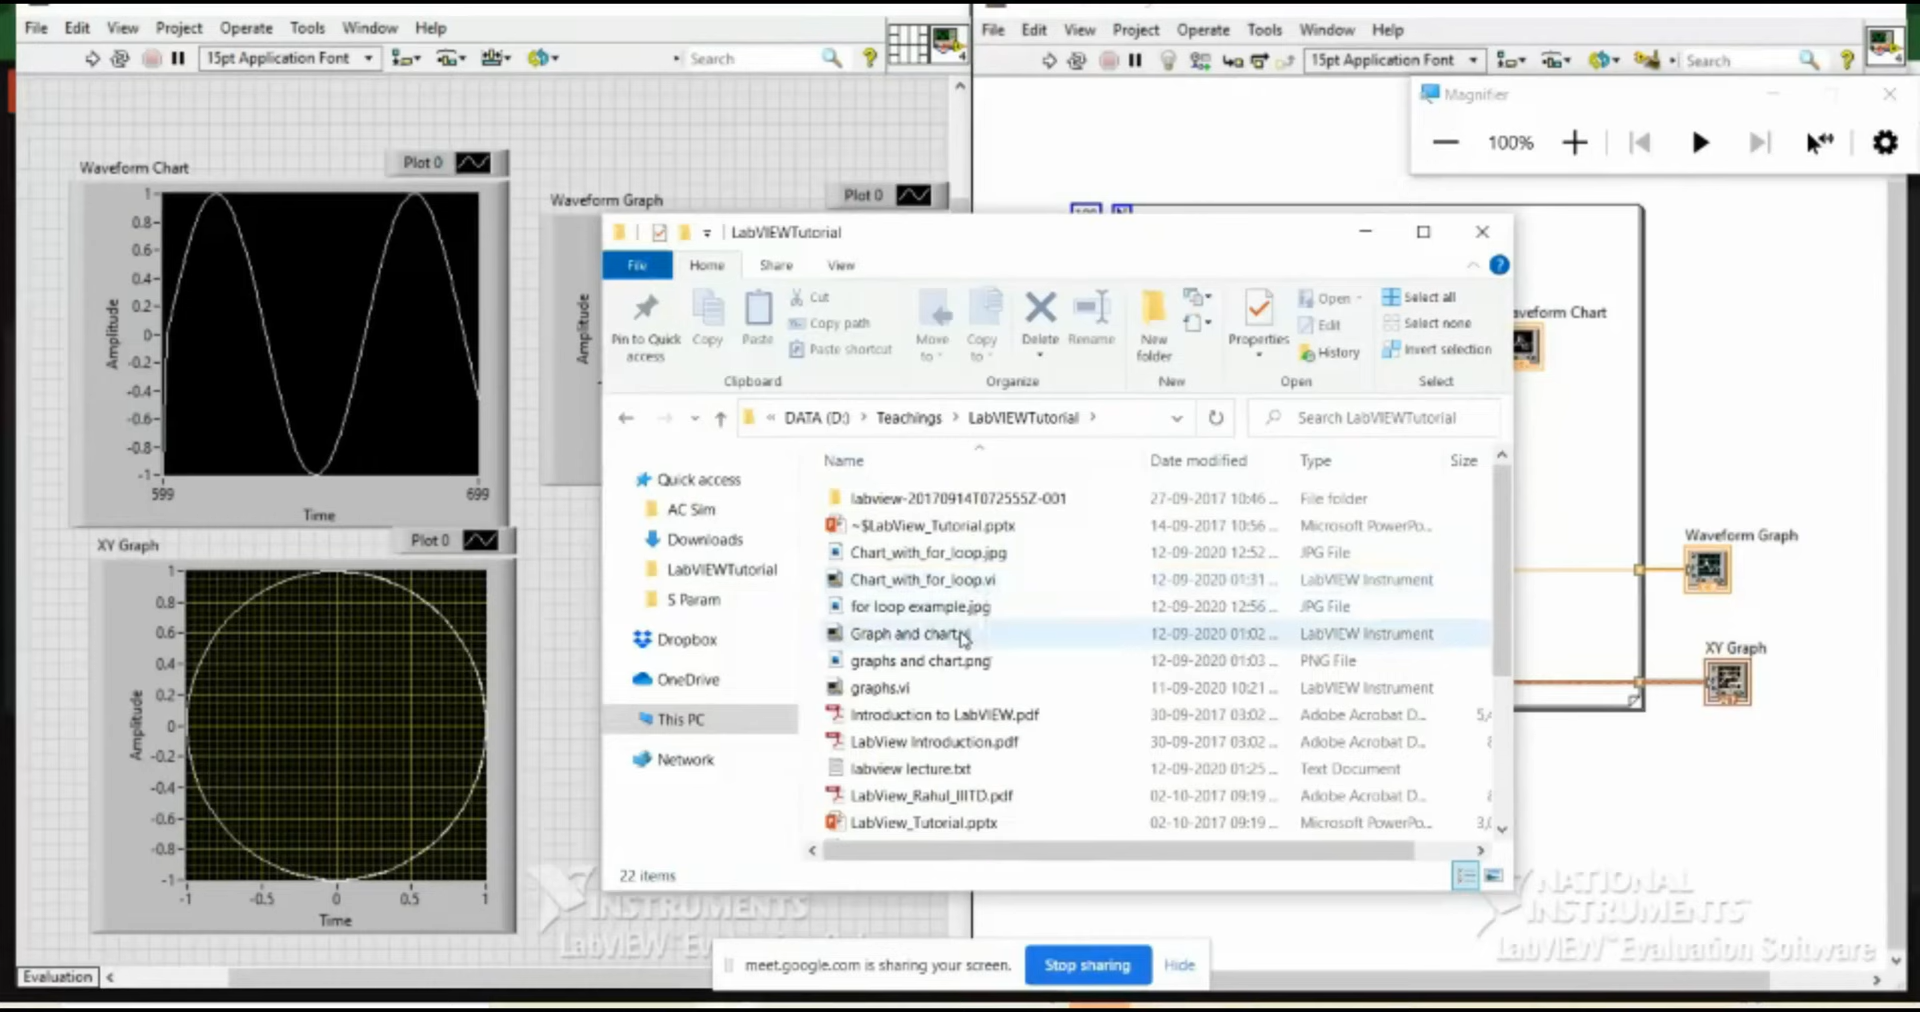 File Edit View Project Operate Tools Window Help
15pt Application Font
Search
File Edit View Project Operate Tools Window Help
15pt Application Font
Search
Magnifier
100%
Waveform Chart
Plot 0
1
0.8
0.6
0.4
0.2
0
-0.2
-0.4
-0.6
-0.8
-1
599
699
Amplitude
Time
Waveform Graph
Plot 0
Amplitude
XY Graph
Plot 0
1
0.8
0.6
0.4
0.2
0
-0.2
-0.4
-0.6
-0.8
-1
-1 -0.5 0 0.5 1
Amplitude
Time
LabVIEWTutorial
File Home Share View
Pin to Quick access
Copy
Paste
Cut
Copy path
Paste shortcut
Clipboard
Move to
Copy to
Delete
Rename
Organize
New folder
New
Properties
Open
Edit
History
Open
Select all
Select none
Invert selection
Select
« DATA (D:) > Teachings > LabVIEWTutorial >
Search LabVIEWTutorial
Quick access
AC Sim
Downloads
LabVIEWTutorial
S Param
Dropbox
OneDrive
This PC
Network
Name Date modified Type Size
labview-20170914T072555Z-001 27-09-2017 10:46 ... File folder
~$LabView_Tutorial.pptx 14-09-2017 10:56 ... Microsoft PowerPo...
Chart_with_for_loop.jpg 12-09-2020 12:52 ... JPG File
Chart_with_for_loop.vi 12-09-2020 01:31 ... LabVIEW Instrument
for loop example.jpg 12-09-2020 12:56 ... JPG File
Graph and chart 12-09-2020 01:02 ... LabVIEW Instrument
graphs and chart.png 12-09-2020 01:03 ... PNG File
graphs.vi 11-09-2020 10:21 ... LabVIEW Instrument
Introduction to LabVIEW.pdf 30-09-2017 03:02 ... Adobe Acrobat D... 5,
LabView Introduction.pdf 30-09-2017 03:02 ... Adobe Acrobat D... 8
labview lecture.txt 12-09-2020 01:25 ... Text Document
LabView_Rahul_IIITD.pdf 02-10-2017 09:19 ... Adobe Acrobat D...
LabView_Tutorial.pptx 02-10-2017 09:19 ... Microsoft PowerPo... 3,
22 items
aveform Chart
Waveform Graph
XY Graph
INSTRUMENTS
LabVIEW™
NATIONAL
INSTRUMENTS
LabVIEW™ Evaluation Software
Evaluation
meet.google.com is sharing your screen.
Stop sharing
Hide